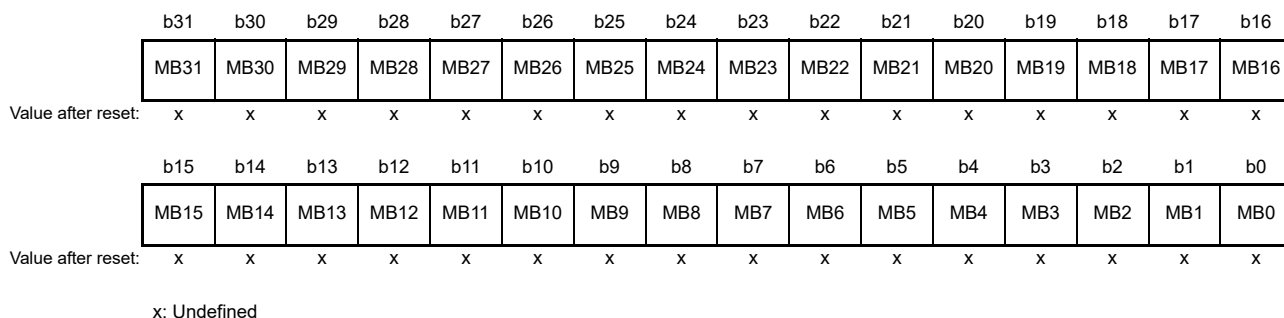 b31 b30 b29 b28 b27 b26 b25 b24 b23 b22 b21 b20 b19 b18 b17 b16
MB31 MB30 MB29 MB28 MB27 MB26 MB25 MB24 MB23 MB22 MB21 MB20 MB19 MB18 MB17 MB16
Value after reset: x x x x x x x x x x x x x x x x
b15 b14 b13 b12 b11 b10 b9 b8 b7 b6 b5 b4 b3 b2 b1 b0
MB15 MB14 MB13 MB12 MB11 MB10 MB9 MB8 MB7 MB6 MB5 MB4 MB3 MB2 MB1 MB0
Value after reset: x x x x x x x x x x x x x x x x
x: Undefined